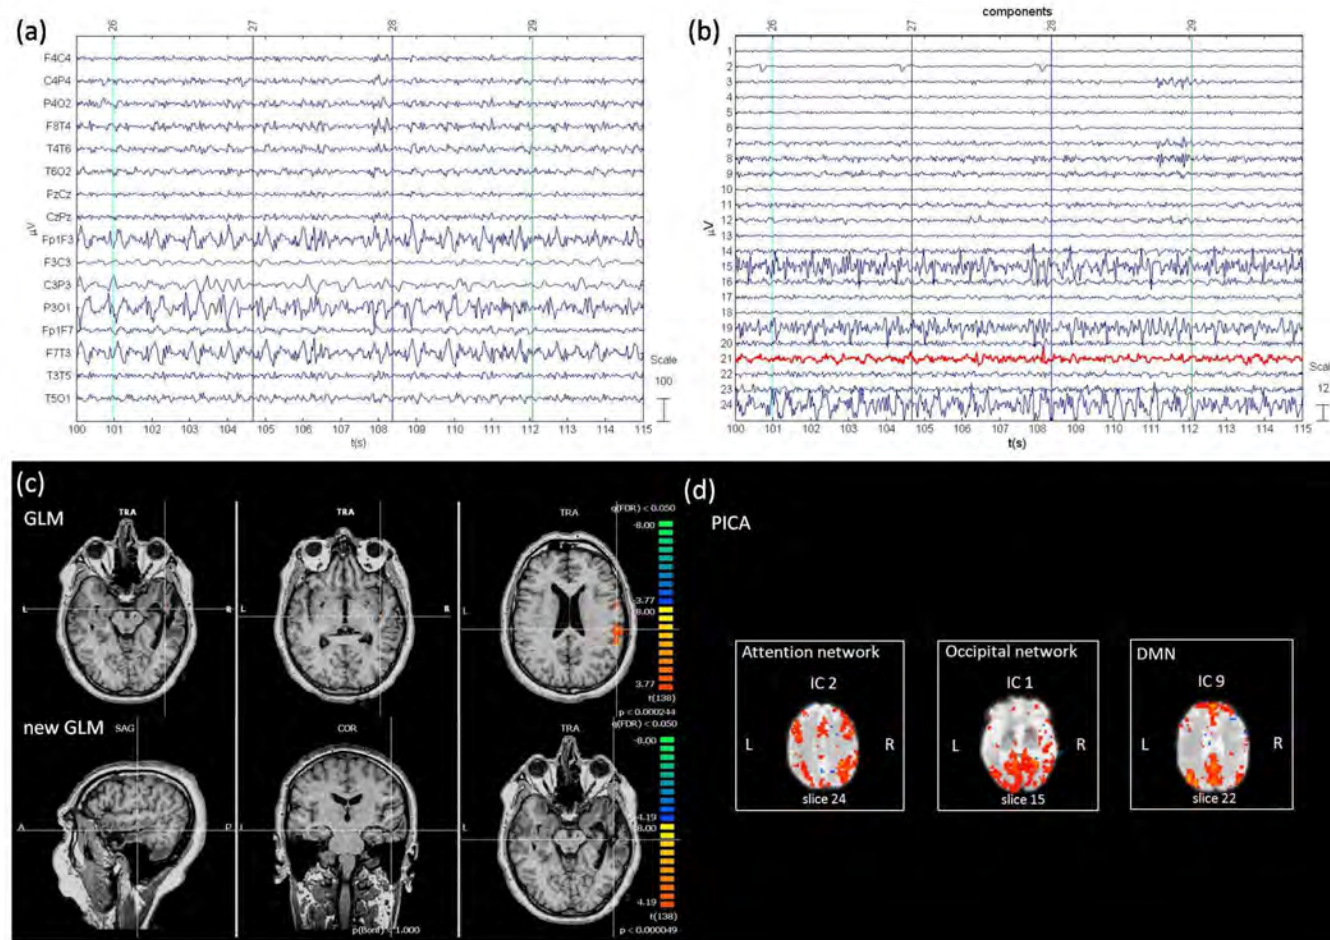 (a)
26 27 28 29
F4C4
C4P4
P4O2
F8T4
T4T6
T6O2
FzCz
CzPz
Fp1F3
F3C3
C3P3
P3O1
Fp1F7
F7T3
T3T5
T5O1
μV
Scale
100
100 101 102 103 104 105 106 107 108 109 110 111 112 113 114 115
t(s)
(b)
components
26 27 28 29
1
2
3
4
5
6
7
8
9
10
11
12
13
14
15
16
17
18
19
20
21
22
23
24
μV
Scal
12
100 101 102 103 104 105 106 107 108 109 110 111 112 113 114 115
t(s)
(c)
GLM
TRA
L R
TRA
L R
TRA
L
q(FDR) < 0.050
-8.00
-3.77
8.00
3.77
t(138)
p < 0.000244
new GLM
SAG
A P
COR
L
p(Bonf) < 1.000
TRA
L
q(FDR) < 0.050
-8.00
-4.19
8.00
4.19
t(138)
p < 0.000049
(d)
PICA
Attention network
IC 2
L R
slice 24
Occipital network
IC 1
L R
slice 15
DMN
IC 9
L R
slice 22